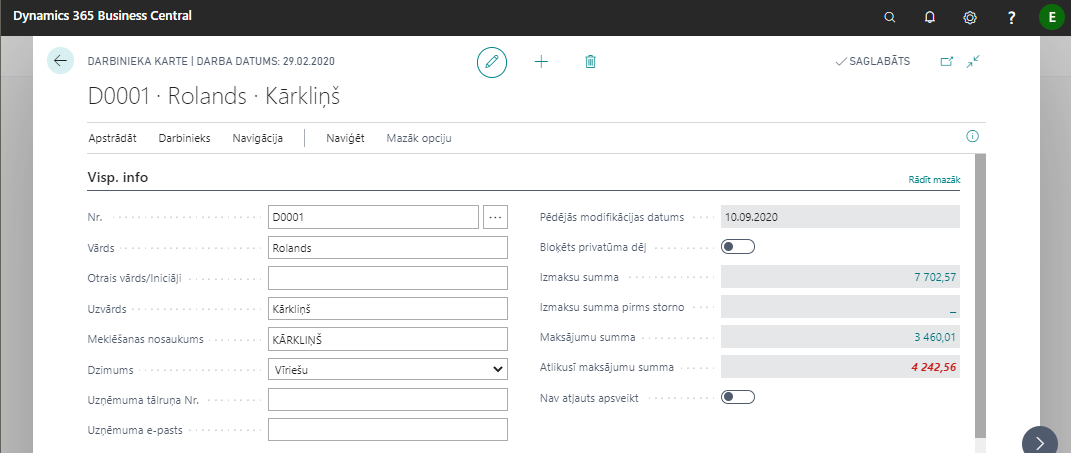 Dynamics 365 Business Central
? E
DARBINIEKA KARTE | DARBA DATUMS: 29.02.2020
SAGLABĀTS
D0001 · Rolands · Kārkliņš
Apstrādāt Darbinieks Navigācija Naviģēt Mazāk opciju
Visp. info
Rādīt mazāk
Nr. D0001 ...
Vārds Rolands
Otrais vārds/Iniciāļi
Uzvārds Kārkliņš
Meklēšanas nosaukums KĀRKLIŅŠ
Dzimums Vīriešu
Uzņēmuma tālruņa Nr.
Uzņēmuma e-pasts
Pēdējās modifikācijas datums 10.09.2020
Bloķēts privatūma dēļ
Izmaksu summa 7 702,57
Izmaksu summa pirms storno _
Maksājumu summa 3 460,01
Atlikusī maksājumu summa 4 242,56
Nav atļauts apsveikt